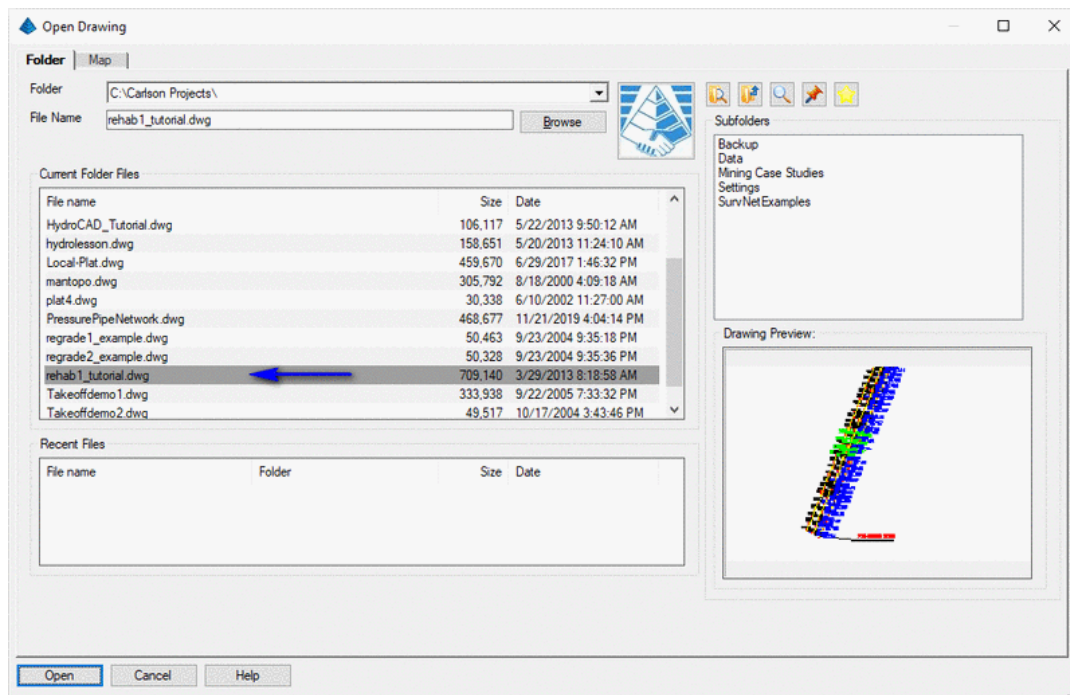 Open Drawing
Folder Map
Folder C:\Carlson Projects\
File Name rehab1_tutorial.dwg Browse
Subfolders
Backup
Data
Mining Case Studies
Settings
SurvNetExamples
Current Folder Files
File name Size Date
HydroCAD_Tutorial.dwg 106,117 5/22/2013 9:50:12 AM
hydrolesson.dwg 158,651 5/20/2013 11:24:10 AM
Local-Plat.dwg 459,670 6/29/2017 1:46:32 PM
mantopo.dwg 305,792 8/18/2000 4:09:18 AM
plat4.dwg 30,338 6/10/2002 11:27:00 AM
PressurePipeNetwork.dwg 468,677 11/21/2019 4:04:14 PM
regrade1_example.dwg 50,463 9/23/2004 9:35:18 PM
regrade2_example.dwg 50,328 9/23/2004 9:35:36 PM
rehab1_tutorial.dwg 709,140 3/29/2013 8:18:58 AM
Takeoffdemo1.dwg 333,938 9/22/2005 7:33:32 PM
Takeoffdemo2.dwg 49,517 10/17/2004 3:43:46 PM
Drawing Preview:
Recent Files
File name Folder Size Date
Open Cancel Help